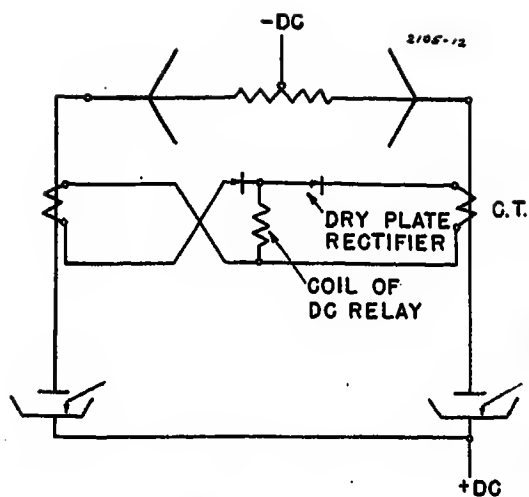 -DC
2105-12
C.T.
DRY PLATE
RECTIFIER
COIL OF
DC RELAY
+DC